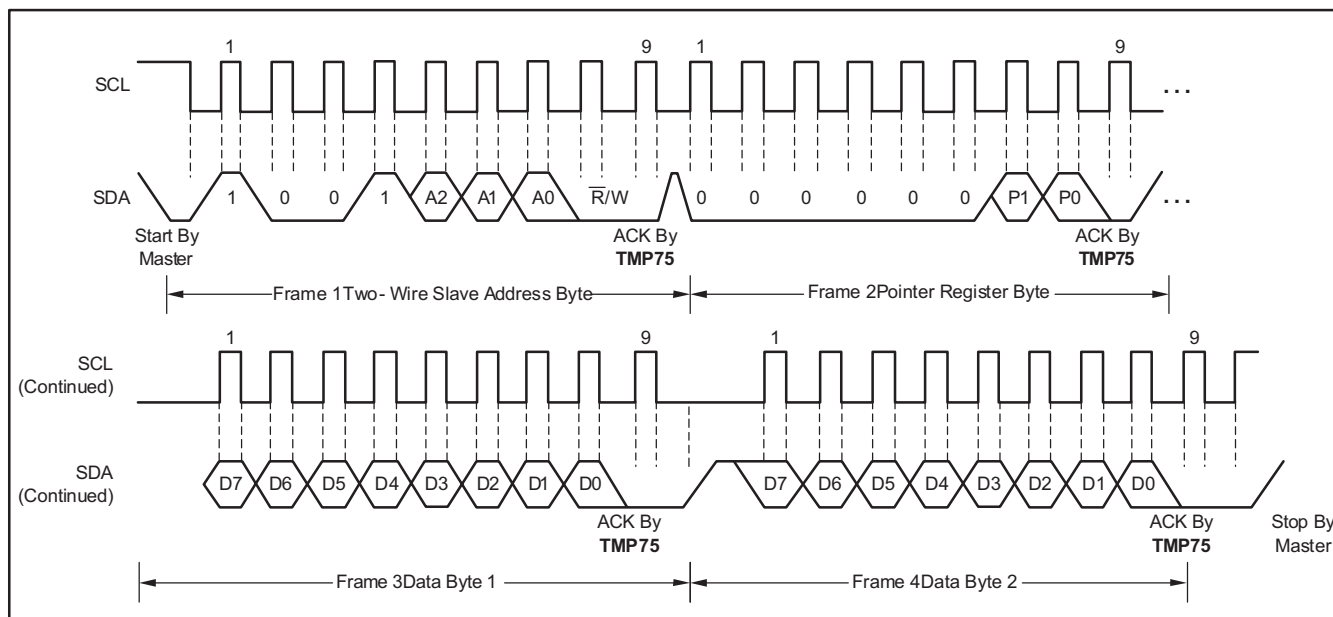 1 9 1 9
SCL ...
SDA 1 0 0 1 A2 A1 A0 R̅/W 0 0 0 0 0 0 P1 P0 ...
Start By
Master
ACK By
TMP75
ACK By
TMP75
Frame 1Two- Wire Slave Address Byte
Frame 2Pointer Register Byte
1 9 1 9
SCL
(Continued)
SDA
(Continued)
D7 D6 D5 D4 D3 D2 D1 D0 D7 D6 D5 D4 D3 D2 D1 D0
ACK By
TMP75
ACK By
TMP75
Stop By
Master
Frame 3Data Byte 1
Frame 4Data Byte 2